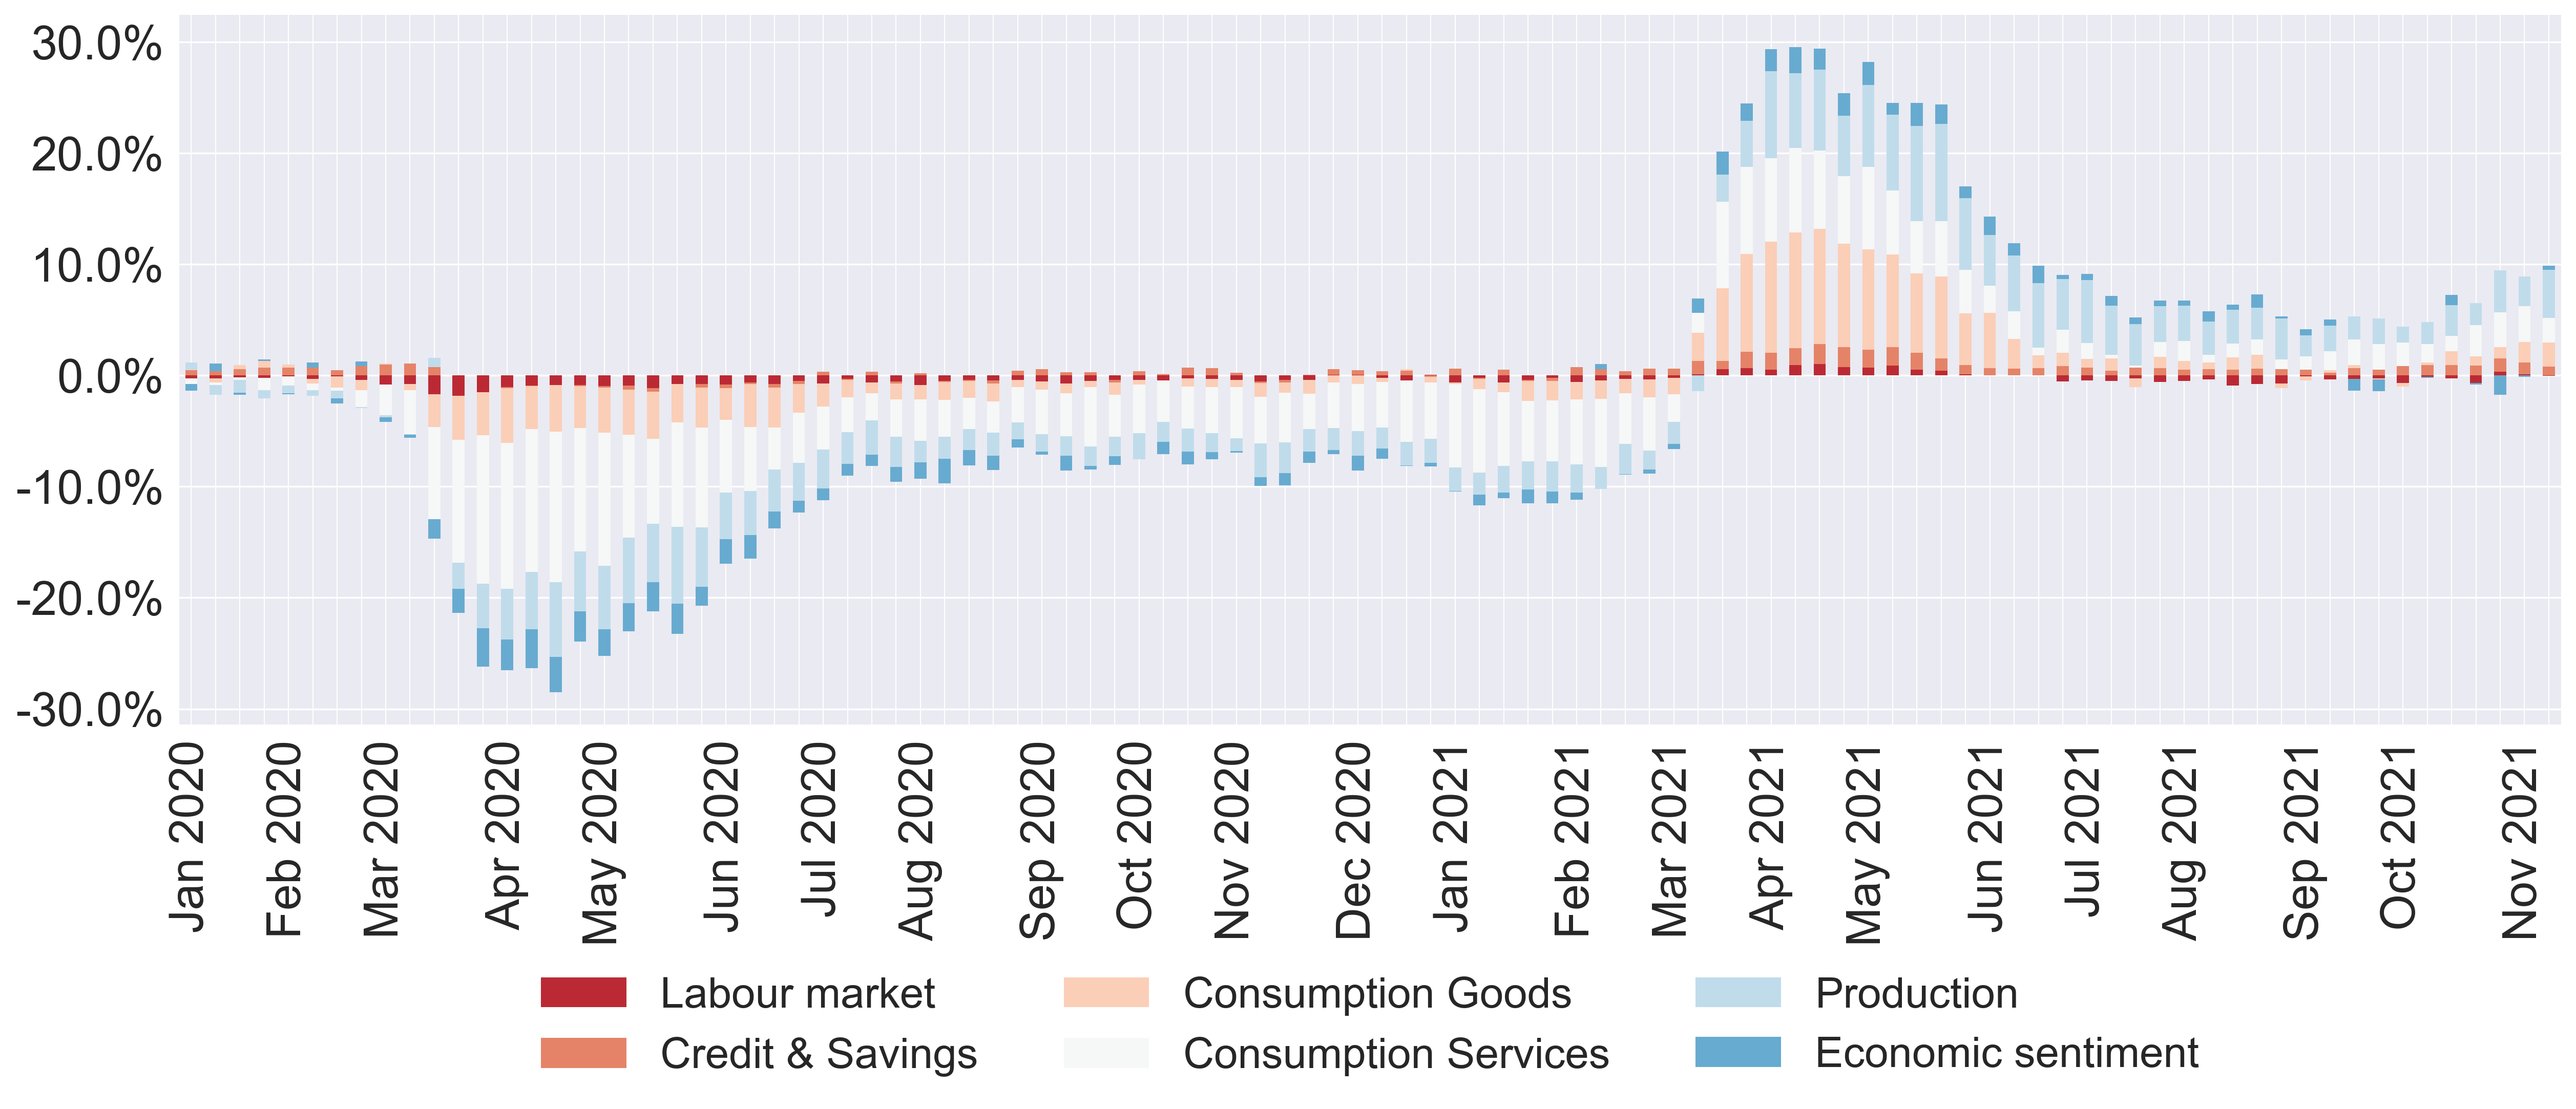 30.0%
20.0%
10.0%
0.0%
-10.0%
-20.0%
-30.0%
Jan 2020
Feb 2020
Mar 2020
Apr 2020
May 2020
Jun 2020
Jul 2020
Aug 2020
Sep 2020
Oct 2020
Nov 2020
Dec 2020
Jan 2021
Feb 2021
Mar 2021
Apr 2021
May 2021
Jun 2021
Jul 2021
Aug 2021
Sep 2021
Oct 2021
Nov 2021
Labour market
Consumption Goods
Production
Credit & Savings
Consumption Services
Economic sentiment